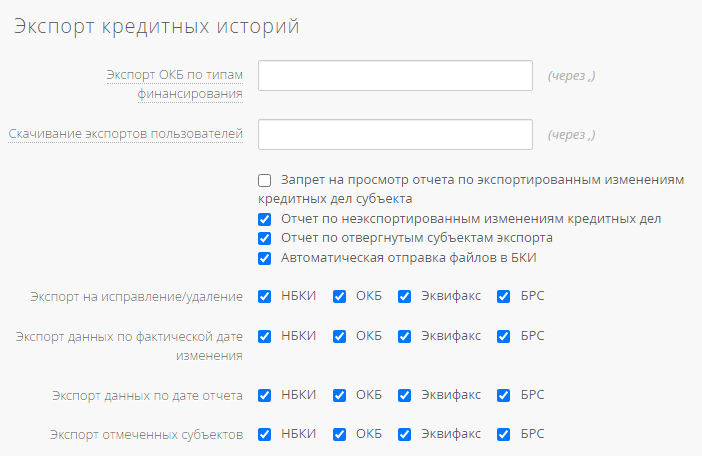 Экспорт кредитных историй
Экспорт ОКБ по типам
финансирования
(через ,)
Скачивание экспортов пользователей
(через ,)
Запрет на просмотр отчета по экспортированным изменениям
кредитных дел субъекта
Отчет по неэкспортированным изменениям кредитных дел
Отчет по отвергнутым субъектам экспорта
Автоматическая отправка файлов в БКИ
Экспорт на исправление/удаление НБКИ ОКБ Эквифакс БРС
Экспорт данных по фактической дате
изменения
НБКИ ОКБ Эквифакс БРС
Экспорт данных по дате отчета НБКИ ОКБ Эквифакс БРС
Экспорт отмеченных субъектов НБКИ ОКБ Эквифакс БРС